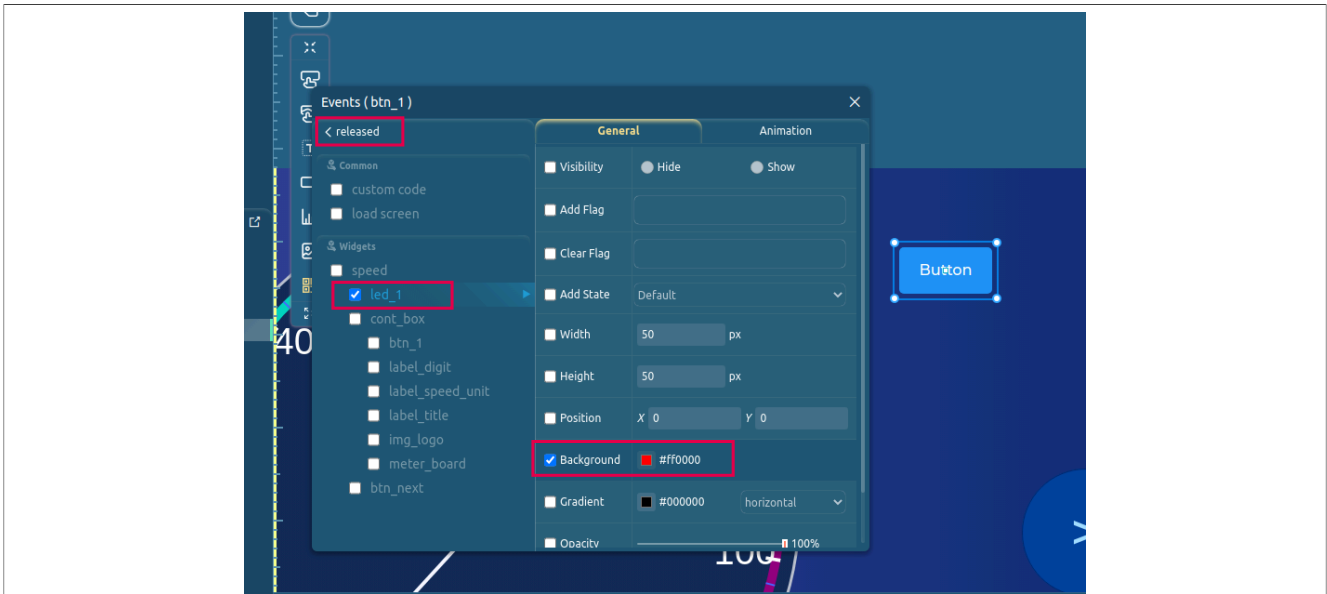 Events ( btn_1 )
released
General
Animation
Common
custom code
load screen
Widgets
speed
led_1
cont_box
btn_1
label_digit
label_speed_unit
label_title
img_logo
meter_board
btn_next
Visibility Hide Show
Add Flag
Clear Flag
Add State Default
Width 50 px
Height 50 px
Position X 0 Y 0
Background #ff0000
Gradient #000000 horizontal
Opacity 100%
Button
40
100